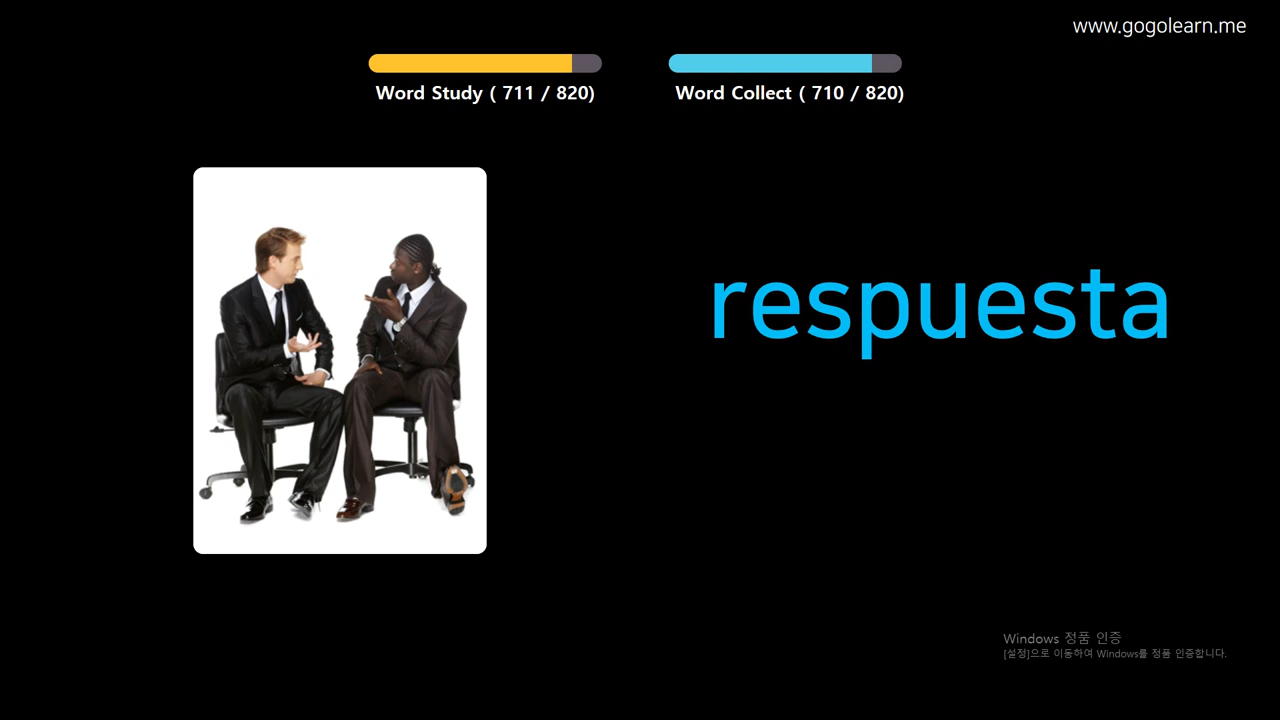 www.gogolearn.me
Word Study ( 711 / 820)
Word Collect ( 710 / 820)
respuesta
Windows 정품 인증
[설정]으로 이동하여 Windows를 정품 인증합니다.